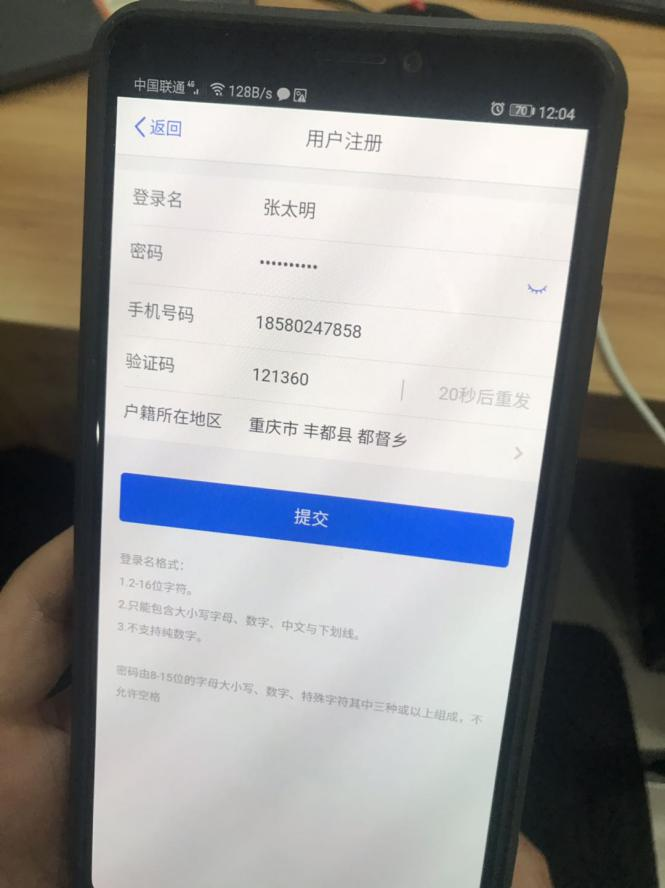 中国联通 4G 128B/s 70 12:04
返回 用户注册
登录名 张太明
密码 ••••••••••
手机号码 18580247858
验证码 121360 20秒后重发
户籍所在地区 重庆市 丰都县 都督乡
提交
登录名格式：
1.2-16位字符。
2.只能包含大小写字母、数字、中文与下划线。
3.不支持纯数字。
密码由8-15位的字母大小写、数字、特殊字符其中三种或以上组成，不
允许空格